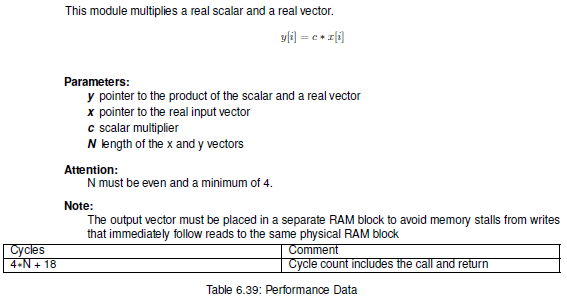 This module multiplies a real scalar and a real vector.
y[i] = c ∗ x[i]
Parameters:
y pointer to the product of the scalar and a real vector
x pointer to the real input vector
c scalar multiplier
N length of the x and y vectors
Attention:
N must be even and a minimum of 4.
Note:
The output vector must be placed in a separate RAM block to avoid memory stalls from writes
that immediately follow reads to the same physical RAM block
Cycles Comment
4∗N + 18 Cycle count includes the call and return
Table 6.39: Performance Data